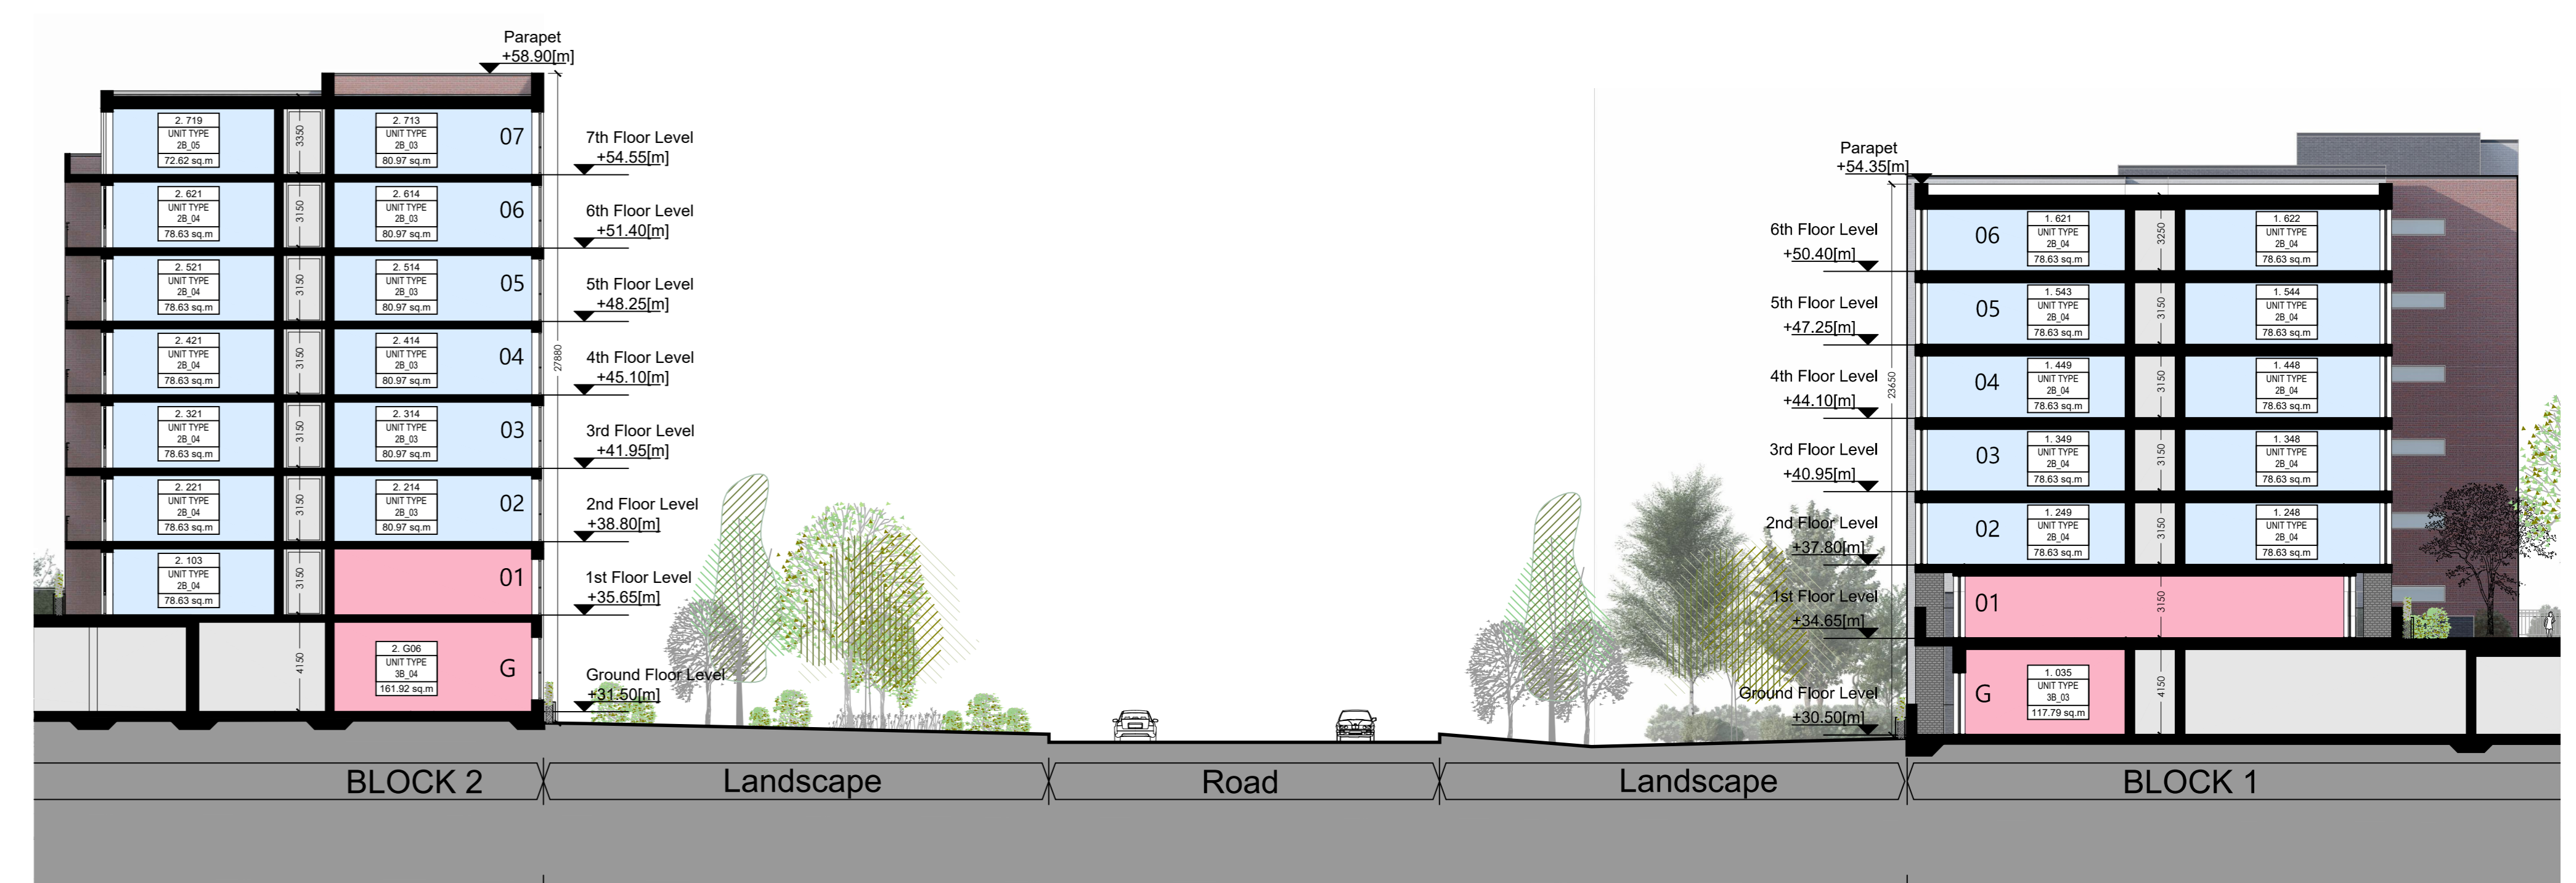 Parapet
+58.90[m]
2. 719
UNIT TYPE
2B_05
72.62 sq.m
3350
2. 713
UNIT TYPE
2B_03
80.97 sq.m
07
7th Floor Level
+54.55[m]
2. 621
UNIT TYPE
2B_04
78.63 sq.m
3150
2. 614
UNIT TYPE
2B_03
80.97 sq.m
06
6th Floor Level
+51.40[m]
2. 521
UNIT TYPE
2B_04
78.63 sq.m
3150
2. 514
UNIT TYPE
2B_03
80.97 sq.m
05
5th Floor Level
+48.25[m]
2. 421
UNIT TYPE
2B_04
78.63 sq.m
3150
2. 414
UNIT TYPE
2B_03
80.97 sq.m
04
27880
4th Floor Level
+45.10[m]
2. 321
UNIT TYPE
2B_04
78.63 sq.m
3150
2. 314
UNIT TYPE
2B_03
80.97 sq.m
03
3rd Floor Level
+41.95[m]
2. 221
UNIT TYPE
2B_04
78.63 sq.m
3150
2. 214
UNIT TYPE
2B_03
80.97 sq.m
02
2nd Floor Level
+38.80[m]
2. 103
UNIT TYPE
2B_04
78.63 sq.m
3150
01
1st Floor Level
+35.65[m]
4150
2. G06
UNIT TYPE
3B_04
161.92 sq.m
G
Ground Floor Level
+31.50[m]
Parapet
+54.35[m]
6th Floor Level
+50.40[m]
06
1. 621
UNIT TYPE
2B_04
78.63 sq.m
3250
1. 622
UNIT TYPE
2B_04
78.63 sq.m
5th Floor Level
+47.25[m]
05
1. 543
UNIT TYPE
2B_04
78.63 sq.m
3150
1. 544
UNIT TYPE
2B_04
78.63 sq.m
4th Floor Level
+44.10[m]
23650
04
1. 449
UNIT TYPE
2B_04
78.63 sq.m
3150
1. 448
UNIT TYPE
2B_04
78.63 sq.m
3rd Floor Level
+40.95[m]
03
1. 349
UNIT TYPE
2B_04
78.63 sq.m
3150
1. 348
UNIT TYPE
2B_04
78.63 sq.m
2nd Floor Level
+37.80[m]
02
1. 249
UNIT TYPE
2B_04
78.63 sq.m
3150
1. 248
UNIT TYPE
2B_04
78.63 sq.m
1st Floor Level
+34.65[m]
01
3150
Ground Floor Level
+30.50[m]
G
1. 035
UNIT TYPE
3B_03
117.79 sq.m
4150
BLOCK 2
Landscape
Road
Landscape
BLOCK 1